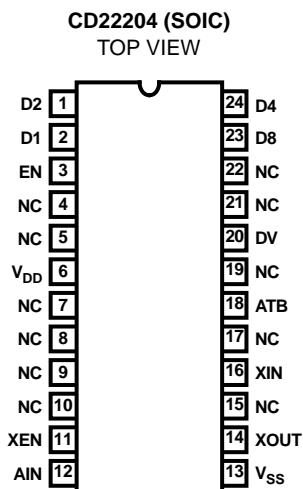 CD22204 (SOIC)
TOP VIEW
D2 1 24 D4
D1 2 23 D8
EN 3 22 NC
NC 4 21 NC
NC 5 20 DV
VDD 6 19 NC
NC 7 18 ATB
NC 8 17 NC
NC 9 16 XIN
NC 10 15 NC
XEN 11 14 XOUT
AIN 12 13 VSS